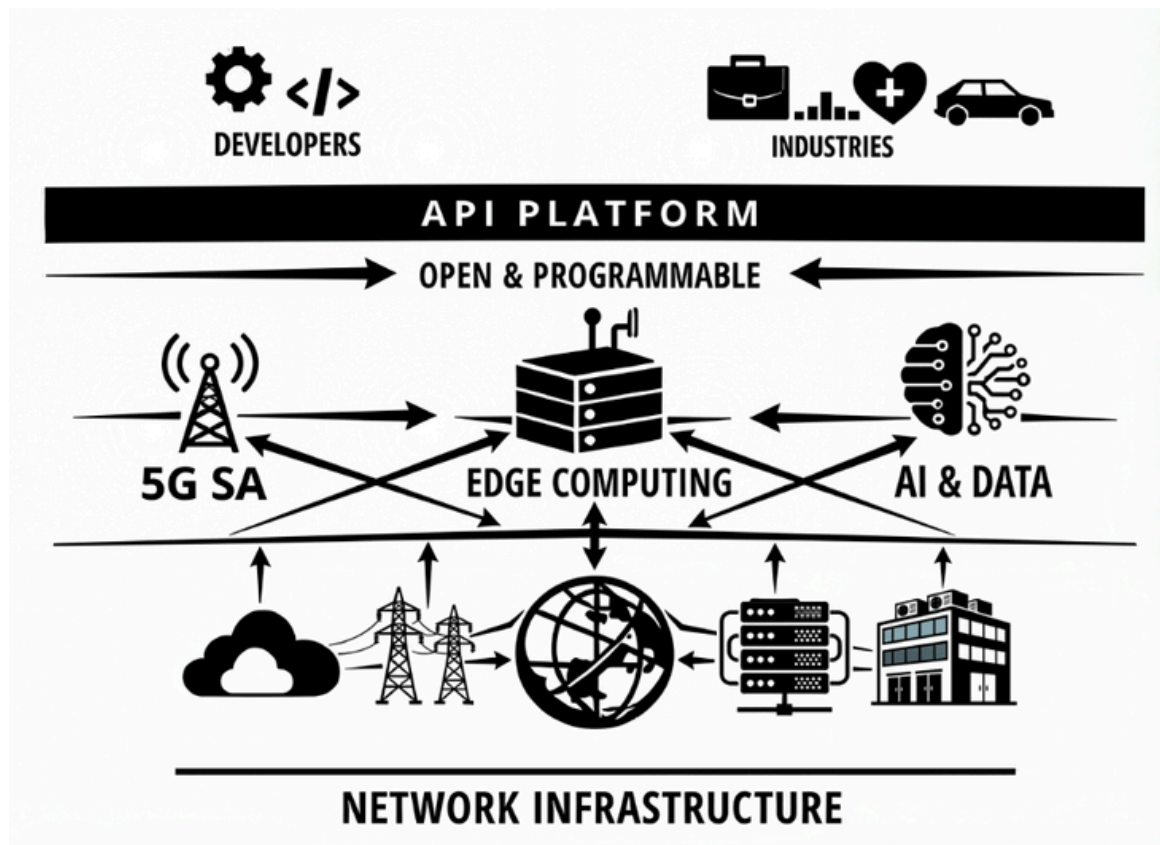 </>
DEVELOPERS
INDUSTRIES
API PLATFORM
OPEN & PROGRAMMABLE
5G SA
EDGE COMPUTING
AI & DATA
NETWORK INFRASTRUCTURE